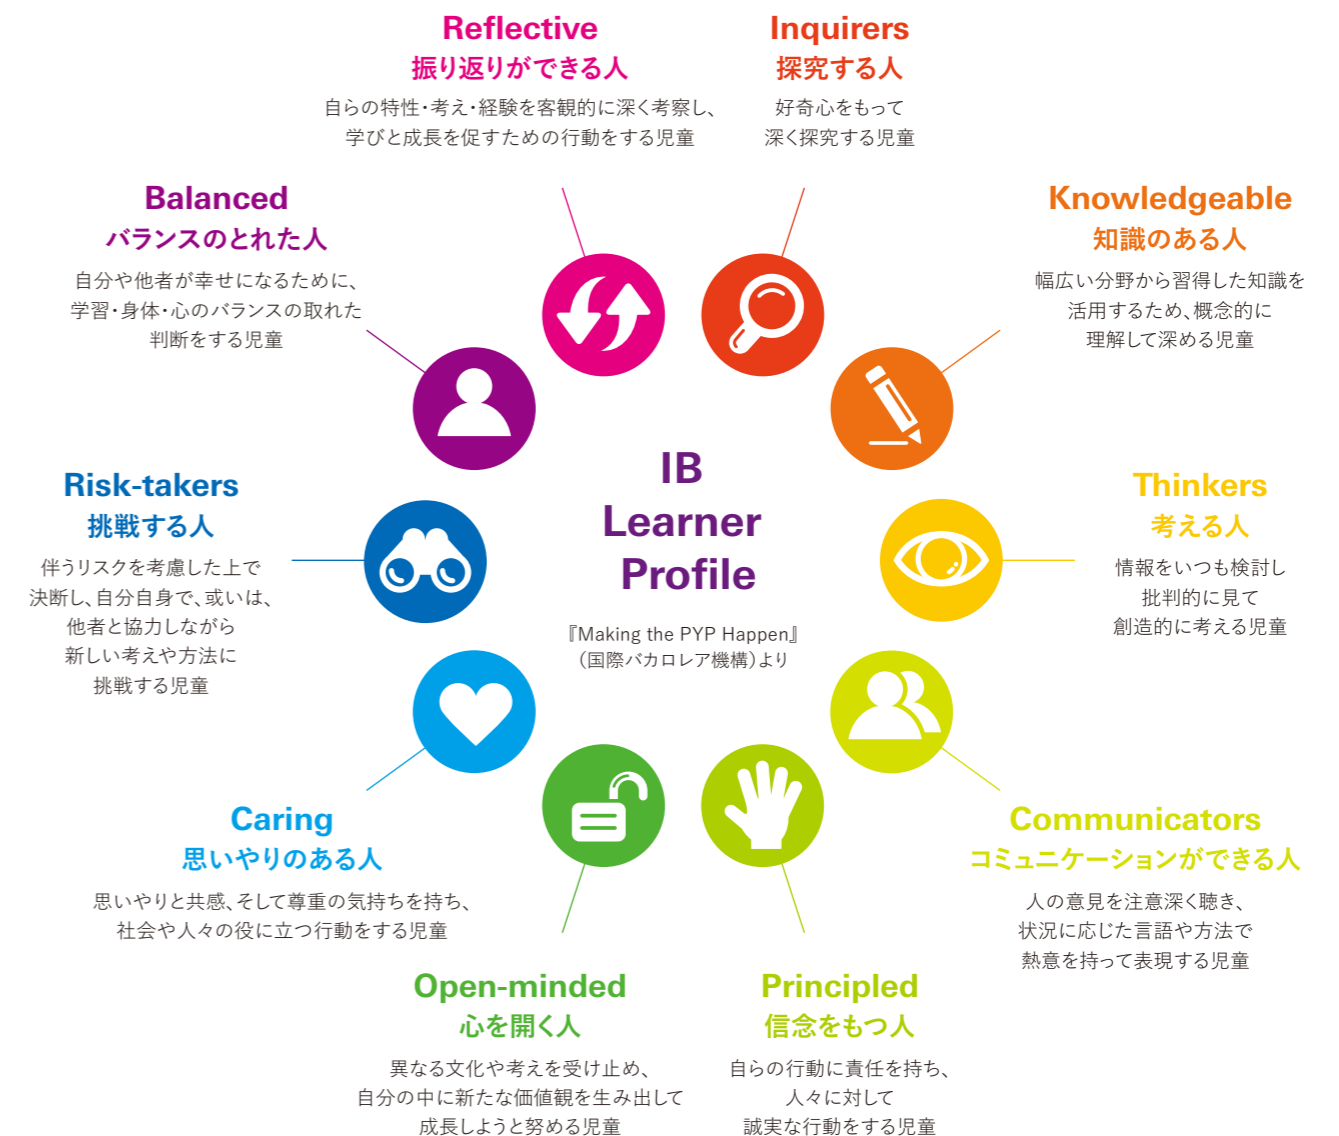 Reflective
振り返りができる人
自らの特性・考え・経験を客観的に深く考察し、
学びと成長を促すための行動をする児童
Inquirers
探究する人
好奇心をもって
深く探究する児童
Knowledgeable
知識のある人
幅広い分野から習得した知識を
活用するため、概念的に
理解して深める児童
Thinkers
考える人
情報をいつも検討し
批判的に見て
創造的に考える児童
Communicators
コミュニケーションができる人
人の意見を注意深く聴き、
状況に応じた言語や方法で
熱意を持って表現する児童
Principled
信念をもつ人
自らの行動に責任を持ち、
人々に対して
誠実な行動をする児童
Open-minded
心を開く人
異なる文化や考えを受け止め、
自分の中に新たな価値観を生み出して
成長しようと努める児童
Caring
思いやりのある人
思いやりと共感、そして尊重の気持ちを持ち、
社会や人々の役に立つ行動をする児童
Risk-takers
挑戦する人
伴うリスクを考慮した上で
決断し、自分自身で、或いは、
他者と協力しながら
新しい考えや方法に
挑戦する児童
Balanced
バランスのとれた人
自分や他者が幸せになるために、
学習・身体・心のバランスの取れた
判断をする児童
IB
Learner
Profile
『Making the PYP Happen』
（国際バカロレア機構）より